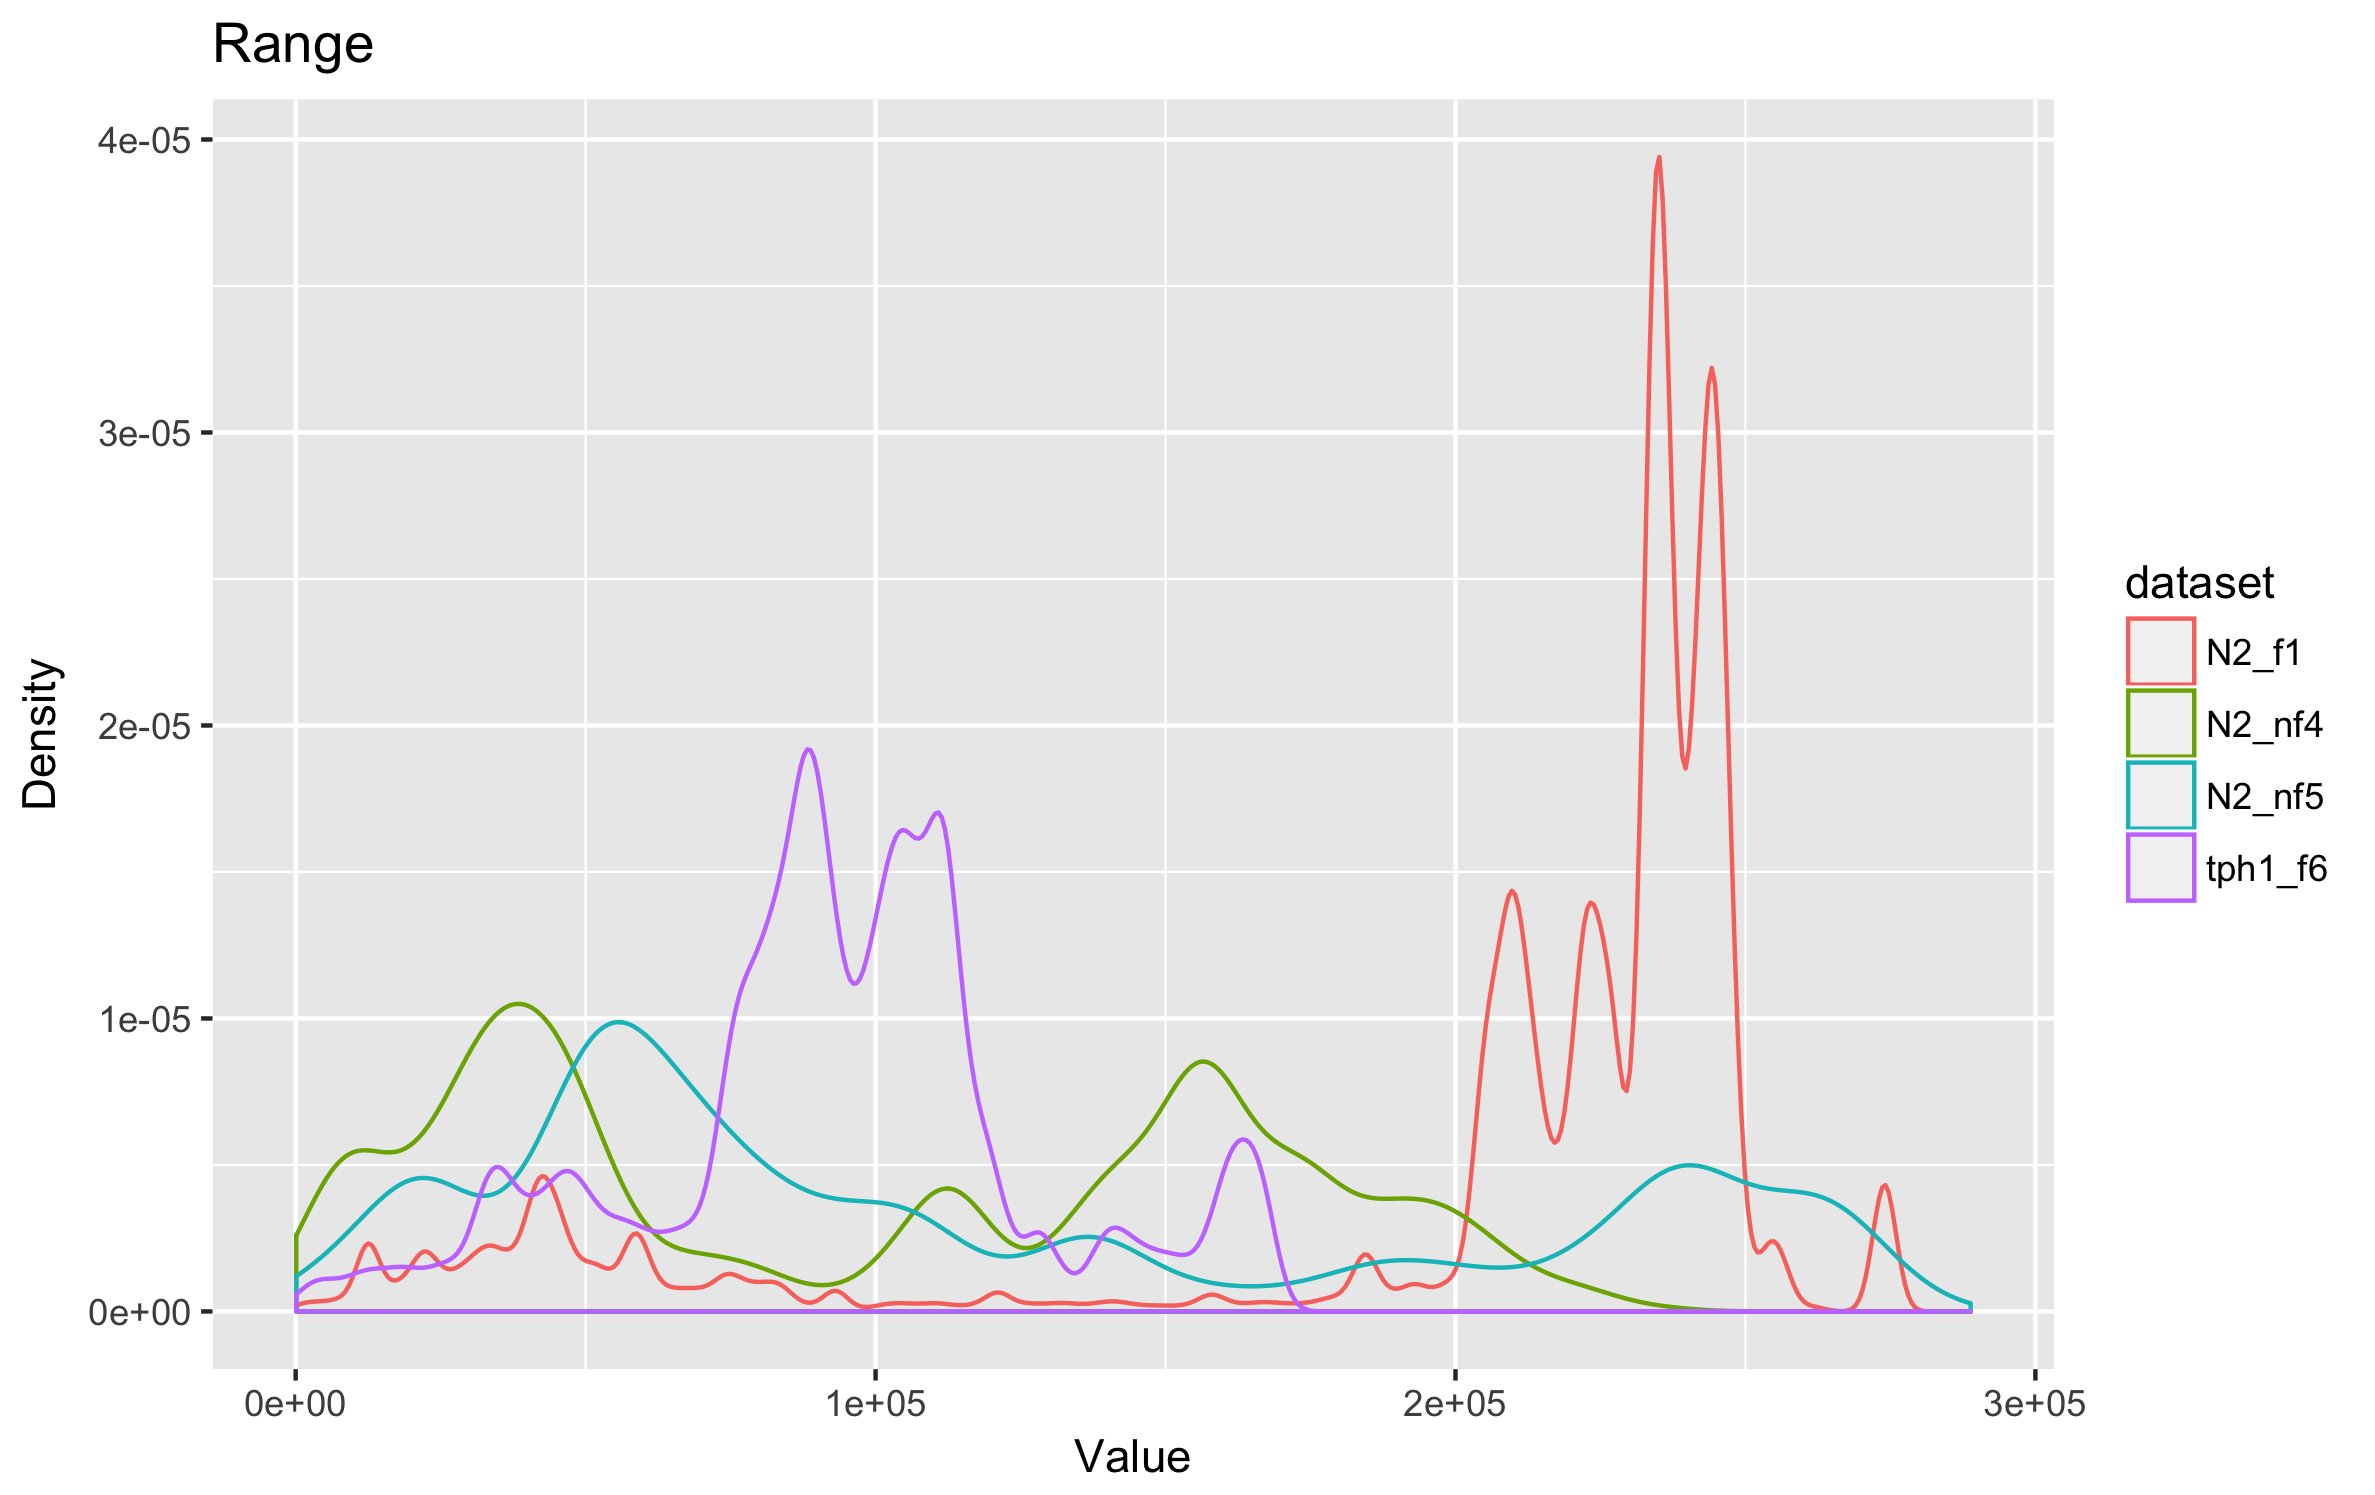 Range
4e-05
3e-05
2e-05
1e-05
0e+00
Density
0e+00
1e+05
2e+05
3e+05
Value
dataset
N2_f1
N2_nf4
N2_nf5
tph1_f6